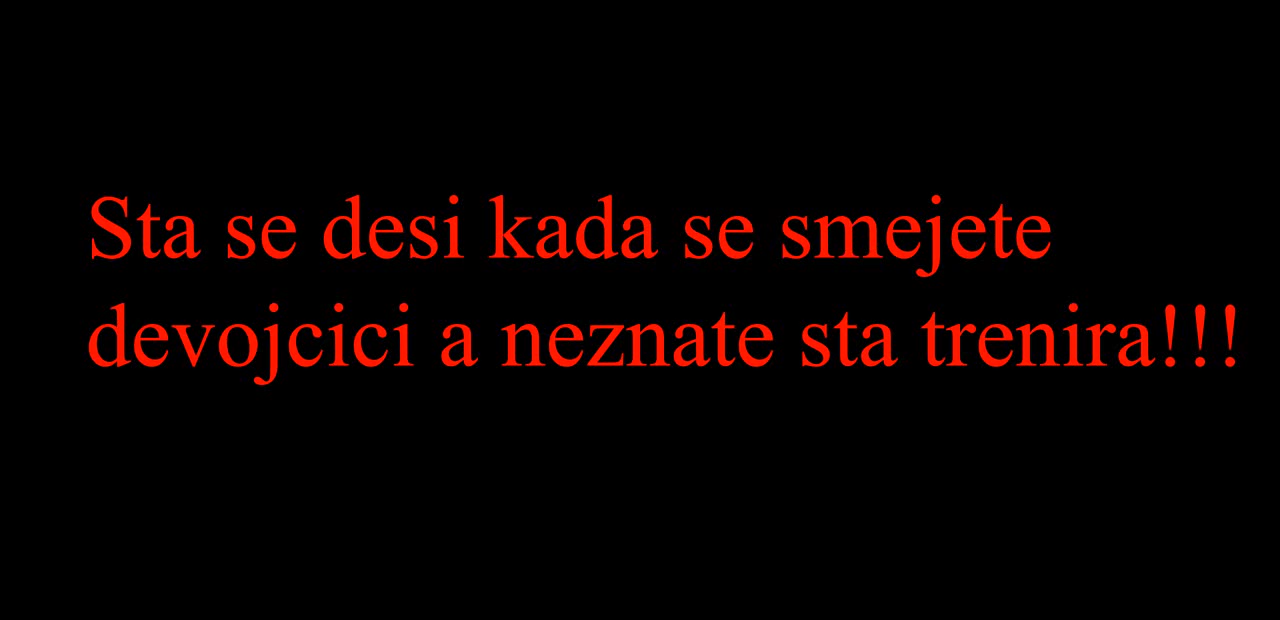 Sta se desi kada se smejete
devojcici a neznate sta trenira!!!